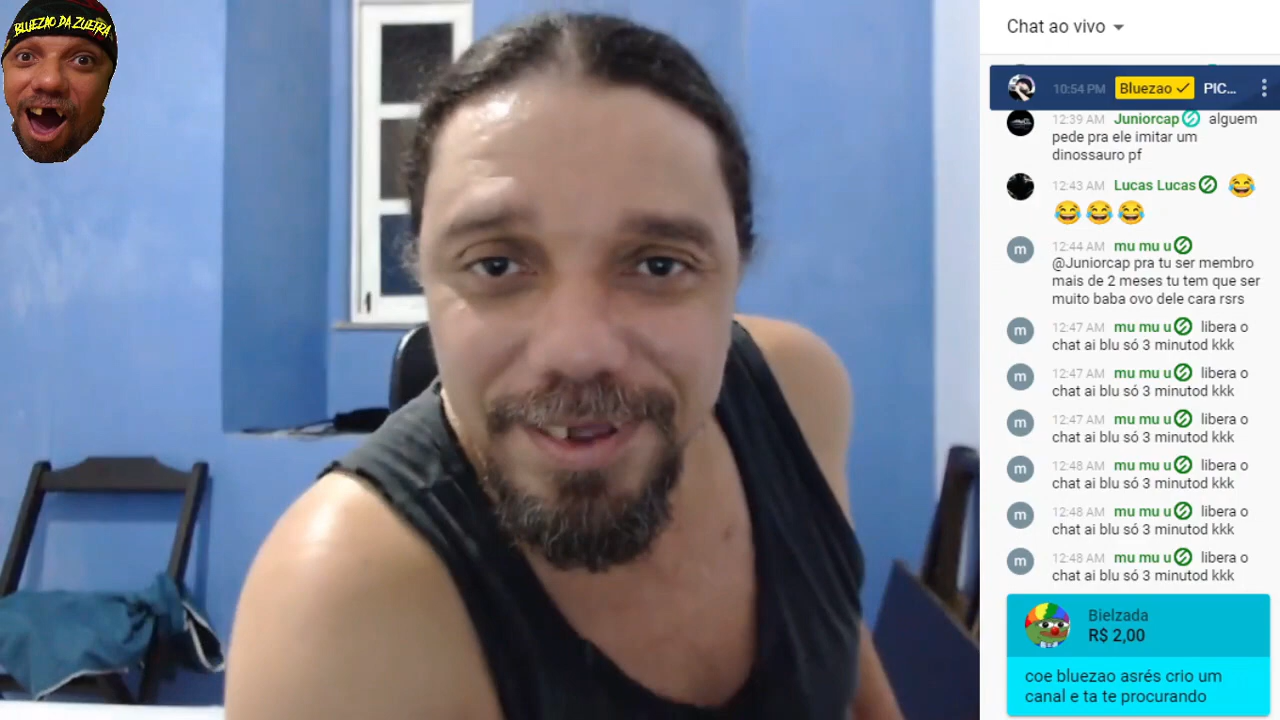 BLUEZAO DA ZUEIRA
Chat ao vivo
10:54 PM Bluezao PIC...
12:39 AM Juniorcap alguem
pede pra ele imitar um
dinossauro pf
12:43 AM Lucas Lucas 😂
😂😂😂
m 12:44 AM mu mu u
@Juniorcap pra tu ser membro
mais de 2 meses tu tem que ser
muito baba ovo dele cara rsrs
m 12:47 AM mu mu u libera o
chat ai blu só 3 minutod kkk
m 12:47 AM mu mu u libera o
chat ai blu só 3 minutod kkk
m 12:47 AM mu mu u libera o
chat ai blu só 3 minutod kkk
m 12:48 AM mu mu u libera o
chat ai blu só 3 minutod kkk
m 12:48 AM mu mu u libera o
chat ai blu só 3 minutod kkk
m 12:48 AM mu mu u libera o
chat ai blu só 3 minutod kkk
Bielzada
R$ 2,00
coe bluezao asrés crio um
canal e ta te procurando